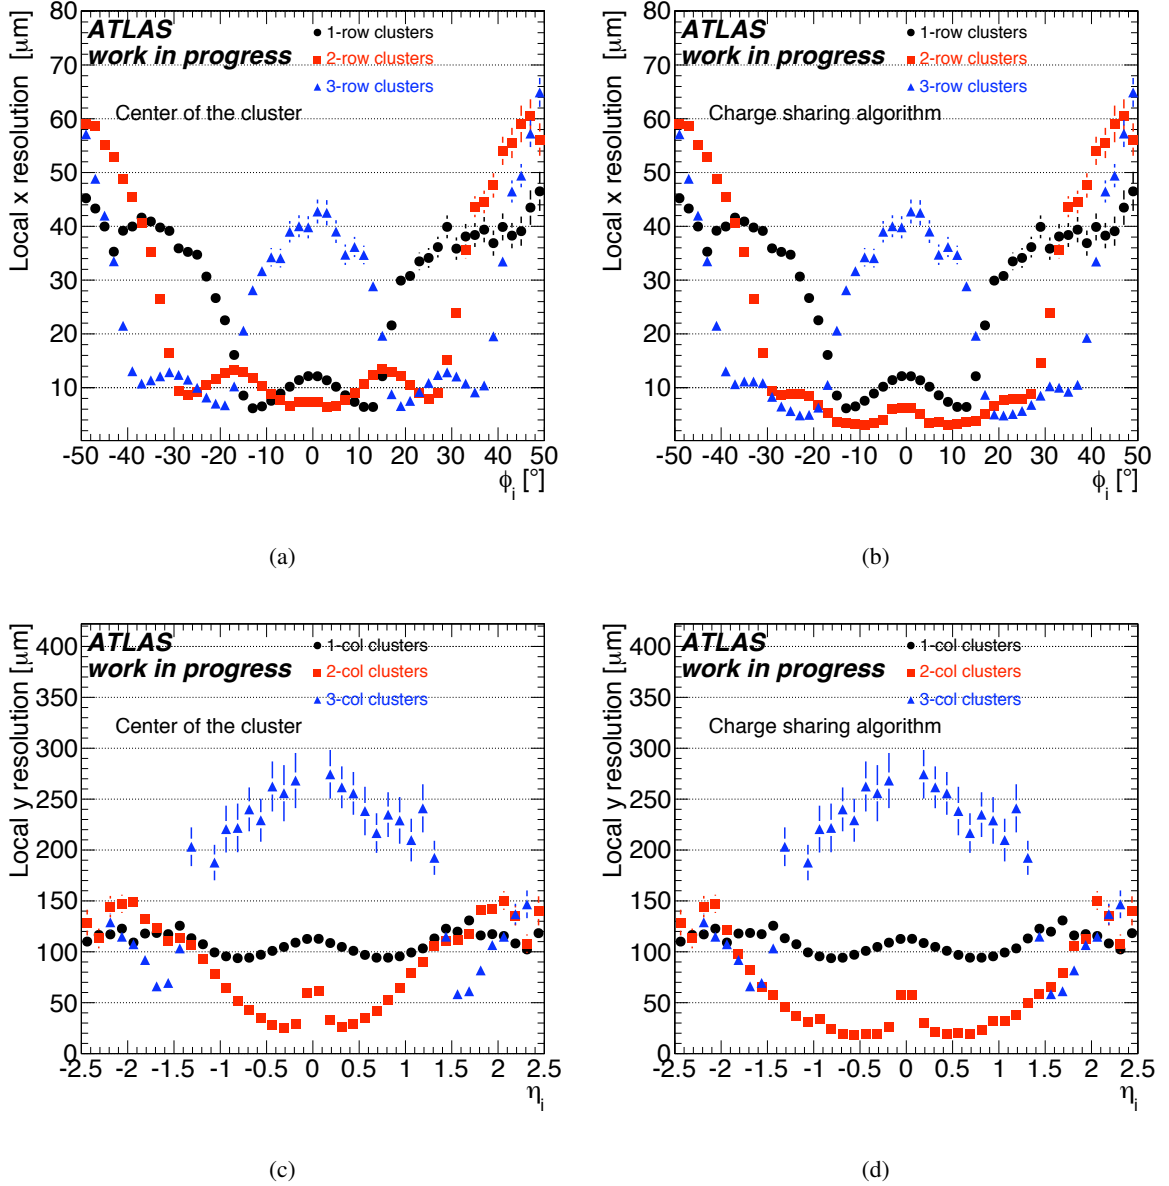 ATLAS
work in progress
1-row clusters
2-row clusters
3-row clusters
Center of the cluster
Local x resolution [μm]
80
70
60
50
40
30
20
10
-50 -40 -30 -20 -10 0 10 20 30 40 50
ϕi [°]
(a)
ATLAS
work in progress
1-row clusters
2-row clusters
3-row clusters
Charge sharing algorithm
Local x resolution [μm]
80
70
60
50
40
30
20
10
-50 -40 -30 -20 -10 0 10 20 30 40 50
ϕi [°]
(b)
ATLAS
work in progress
1-col clusters
2-col clusters
3-col clusters
Center of the cluster
Local y resolution [μm]
400
350
300
250
200
150
100
50
0
-2.5 -2 -1.5 -1 -0.5 0 0.5 1 1.5 2 2.5
ηi
(c)
ATLAS
work in progress
1-col clusters
2-col clusters
3-col clusters
Charge sharing algorithm
Local y resolution [μm]
400
350
300
250
200
150
100
50
0
-2.5 -2 -1.5 -1 -0.5 0 0.5 1 1.5 2 2.5
ηi
(d)